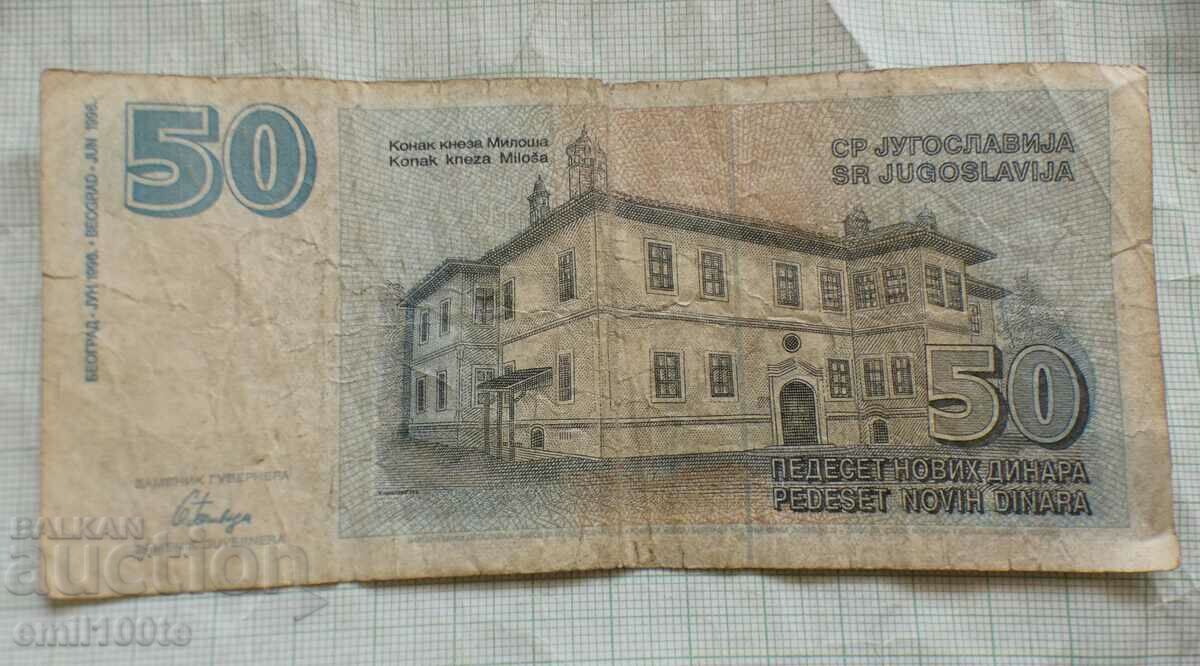 50
БЕОГРАД - ЈУН 1996. - BEOGRAD - JUN 1996.
Конак кнеза Милоша
Konak kneza Miloša
СР ЈУГОСЛАВИЈА
SR JUGOSLAVIJA
50
ПЕДЕСЕТ НОВИХ ДИНАРА
PEDESET NOVIH DINARA
ЗАМЕНИК ГУВЕРНЕРА
GUVERNERA
BALKAN
auction
emil100te